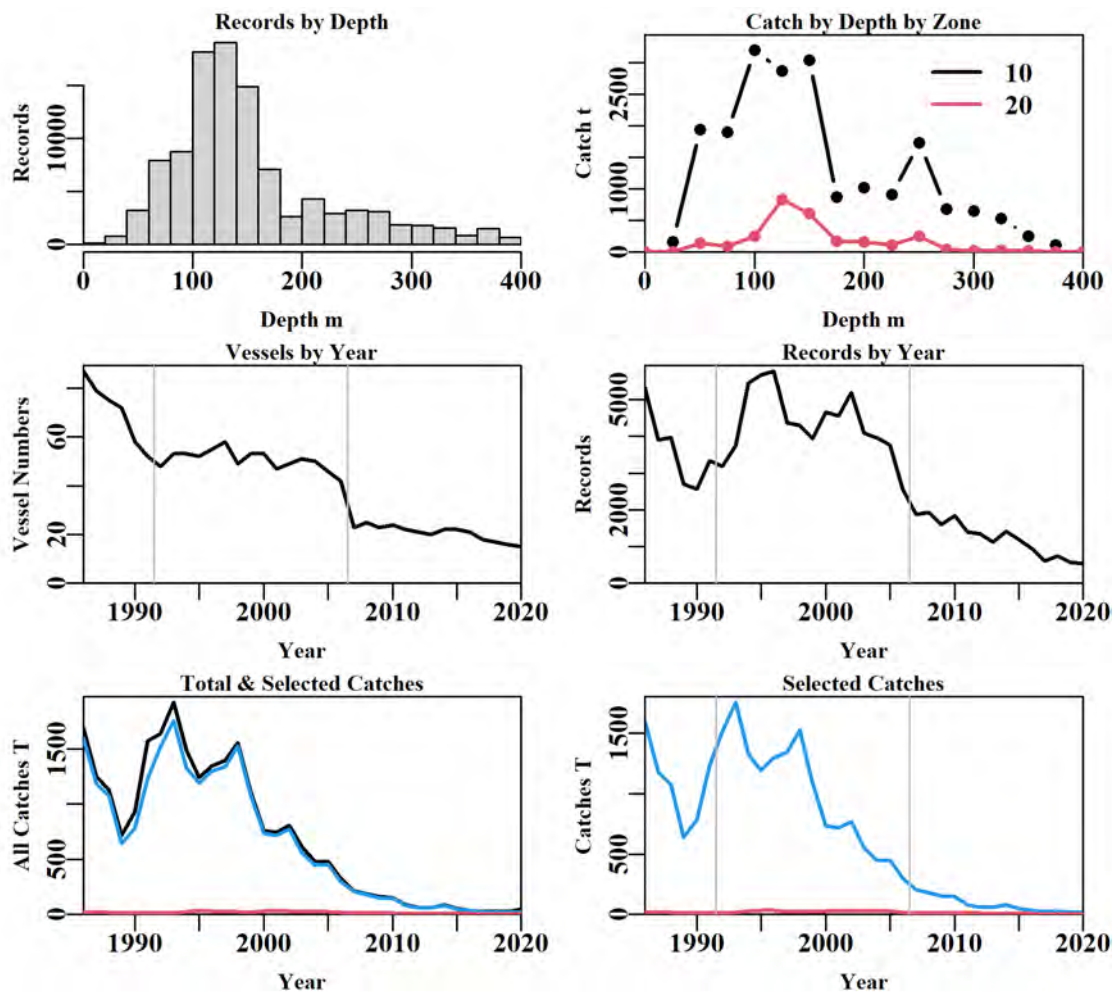 Records by Depth
Records
0
10000
0
100
200
300
400
Depth m
Catch by Depth by Zone
Catch t
0
1000
2500
10
20
0
100
200
300
400
Depth m
Vessels by Year
Vessel Numbers
20
60
0
1990
2000
2010
2020
Year
Records by Year
Records
0
2000
5000
1990
2000
2010
2020
Year
Total & Selected Catches
All Catches T
0
500
1500
1990
2000
2010
2020
Year
Selected Catches
Catches T
0
500
1500
1990
2000
2010
2020
Year